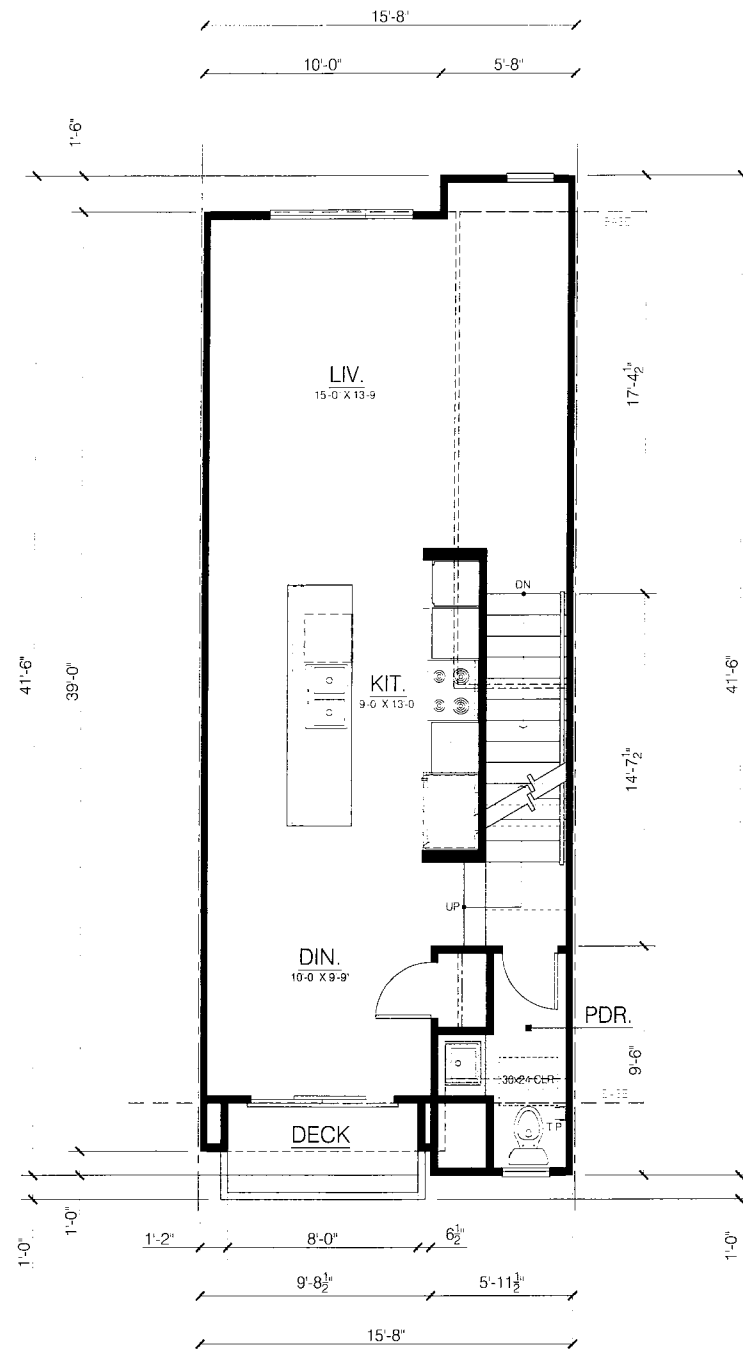 15'-8'
10'-0"
5'-8"
1'-6"
LIV.
15-0' X 13-9
17'-4½"
DN
41'-6"
39'-0"
KIT.
9-0 X 13-0
41'-6"
14'-7½"
UP
DIN.
10'-0 X 9'-9'
PDR.
9'-6"
30x24 CLR
T P
DECK
1'-0"
1'-0"
1'-0"
1'-2"
8'-0"
6½"
9'-8½"
5'-11½"
15'-8"